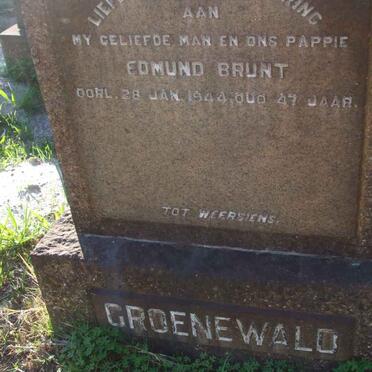 AAN
MY GELIEFDE MAN EN ONS PAPPIE
EDMUND BRUNT
OORL. 28 JAN. 1944, OUD 47 JAAR.
TOT WEERSIENS.
GROENEWALD